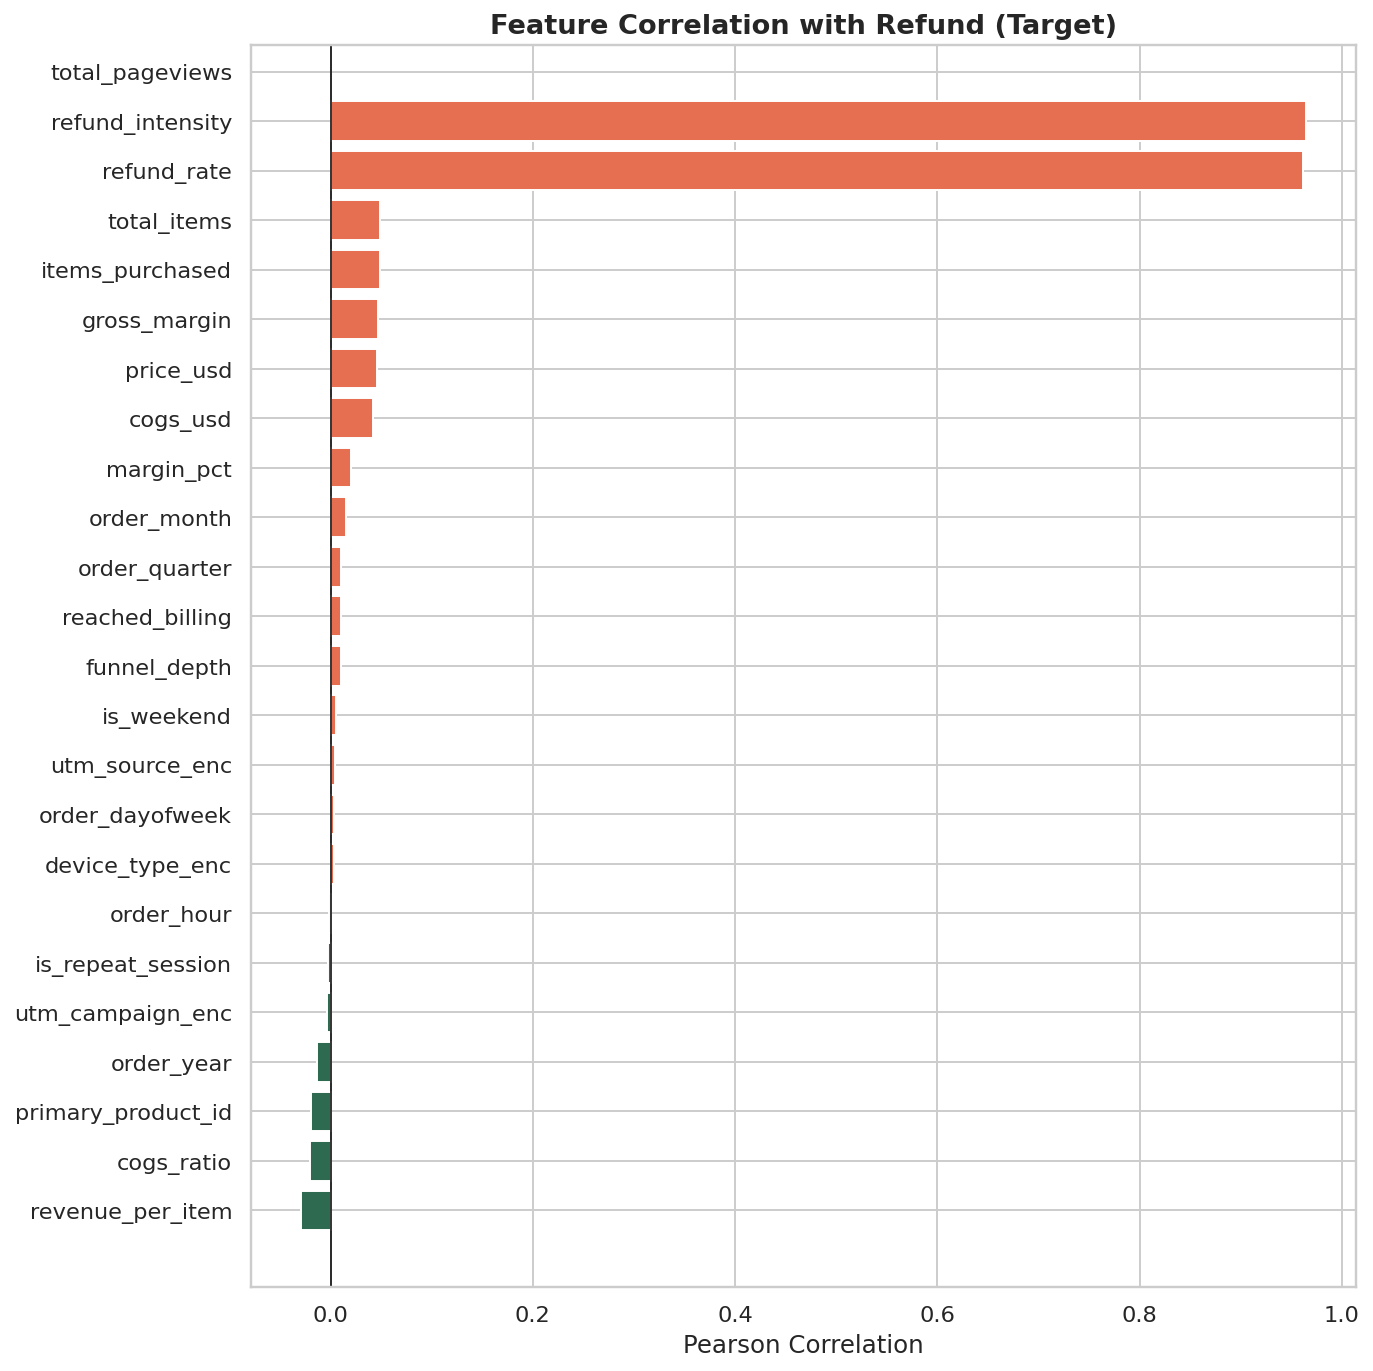 Feature Correlation with Refund (Target)
total_pageviews
refund_intensity
refund_rate
total_items
items_purchased
gross_margin
price_usd
cogs_usd
margin_pct
order_month
order_quarter
reached_billing
funnel_depth
is_weekend
utm_source_enc
order_dayofweek
device_type_enc
order_hour
is_repeat_session
utm_campaign_enc
order_year
primary_product_id
cogs_ratio
revenue_per_item
0.0 0.2 0.4 0.6 0.8 1.0
Pearson Correlation